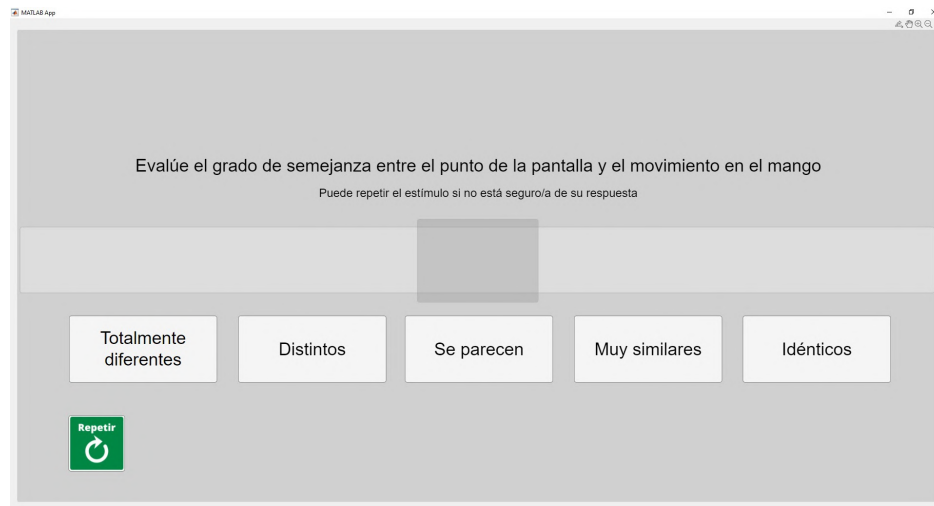 MATLAB App
Evalúe el grado de semejanza entre el punto de la pantalla y el movimiento en el mango
Puede repetir el estímulo si no está seguro/a de su respuesta
Totalmente
diferentes
Distintos
Se parecen
Muy similares
Idénticos
Repetir